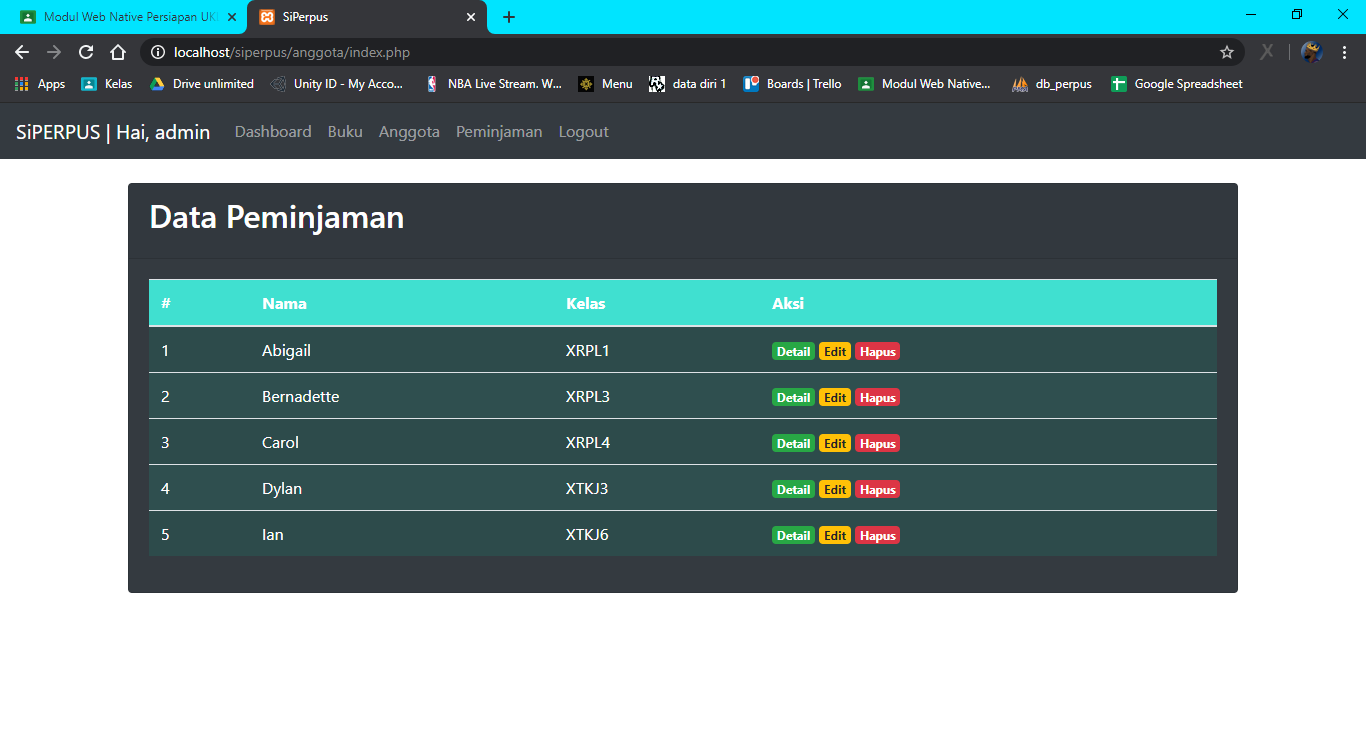 Modul Web Native Persiapan UK
SiPerpus
localhost/siperpus/anggota/index.php
Apps Kelas Drive unlimited Unity ID - My Acco... NBA Live Stream. W... Menu data diri 1 Boards | Trello Modul Web Native... db_perpus Google Spreadsheet
SiPERPUS | Hai, admin Dashboard Buku Anggota Peminjaman Logout
Data Peminjaman
# Nama Kelas Aksi
1 Abigail XRPL1 Detail Edit Hapus
2 Bernadette XRPL3 Detail Edit Hapus
3 Carol XRPL4 Detail Edit Hapus
4 Dylan XTKJ3 Detail Edit Hapus
5 Ian XTKJ6 Detail Edit Hapus